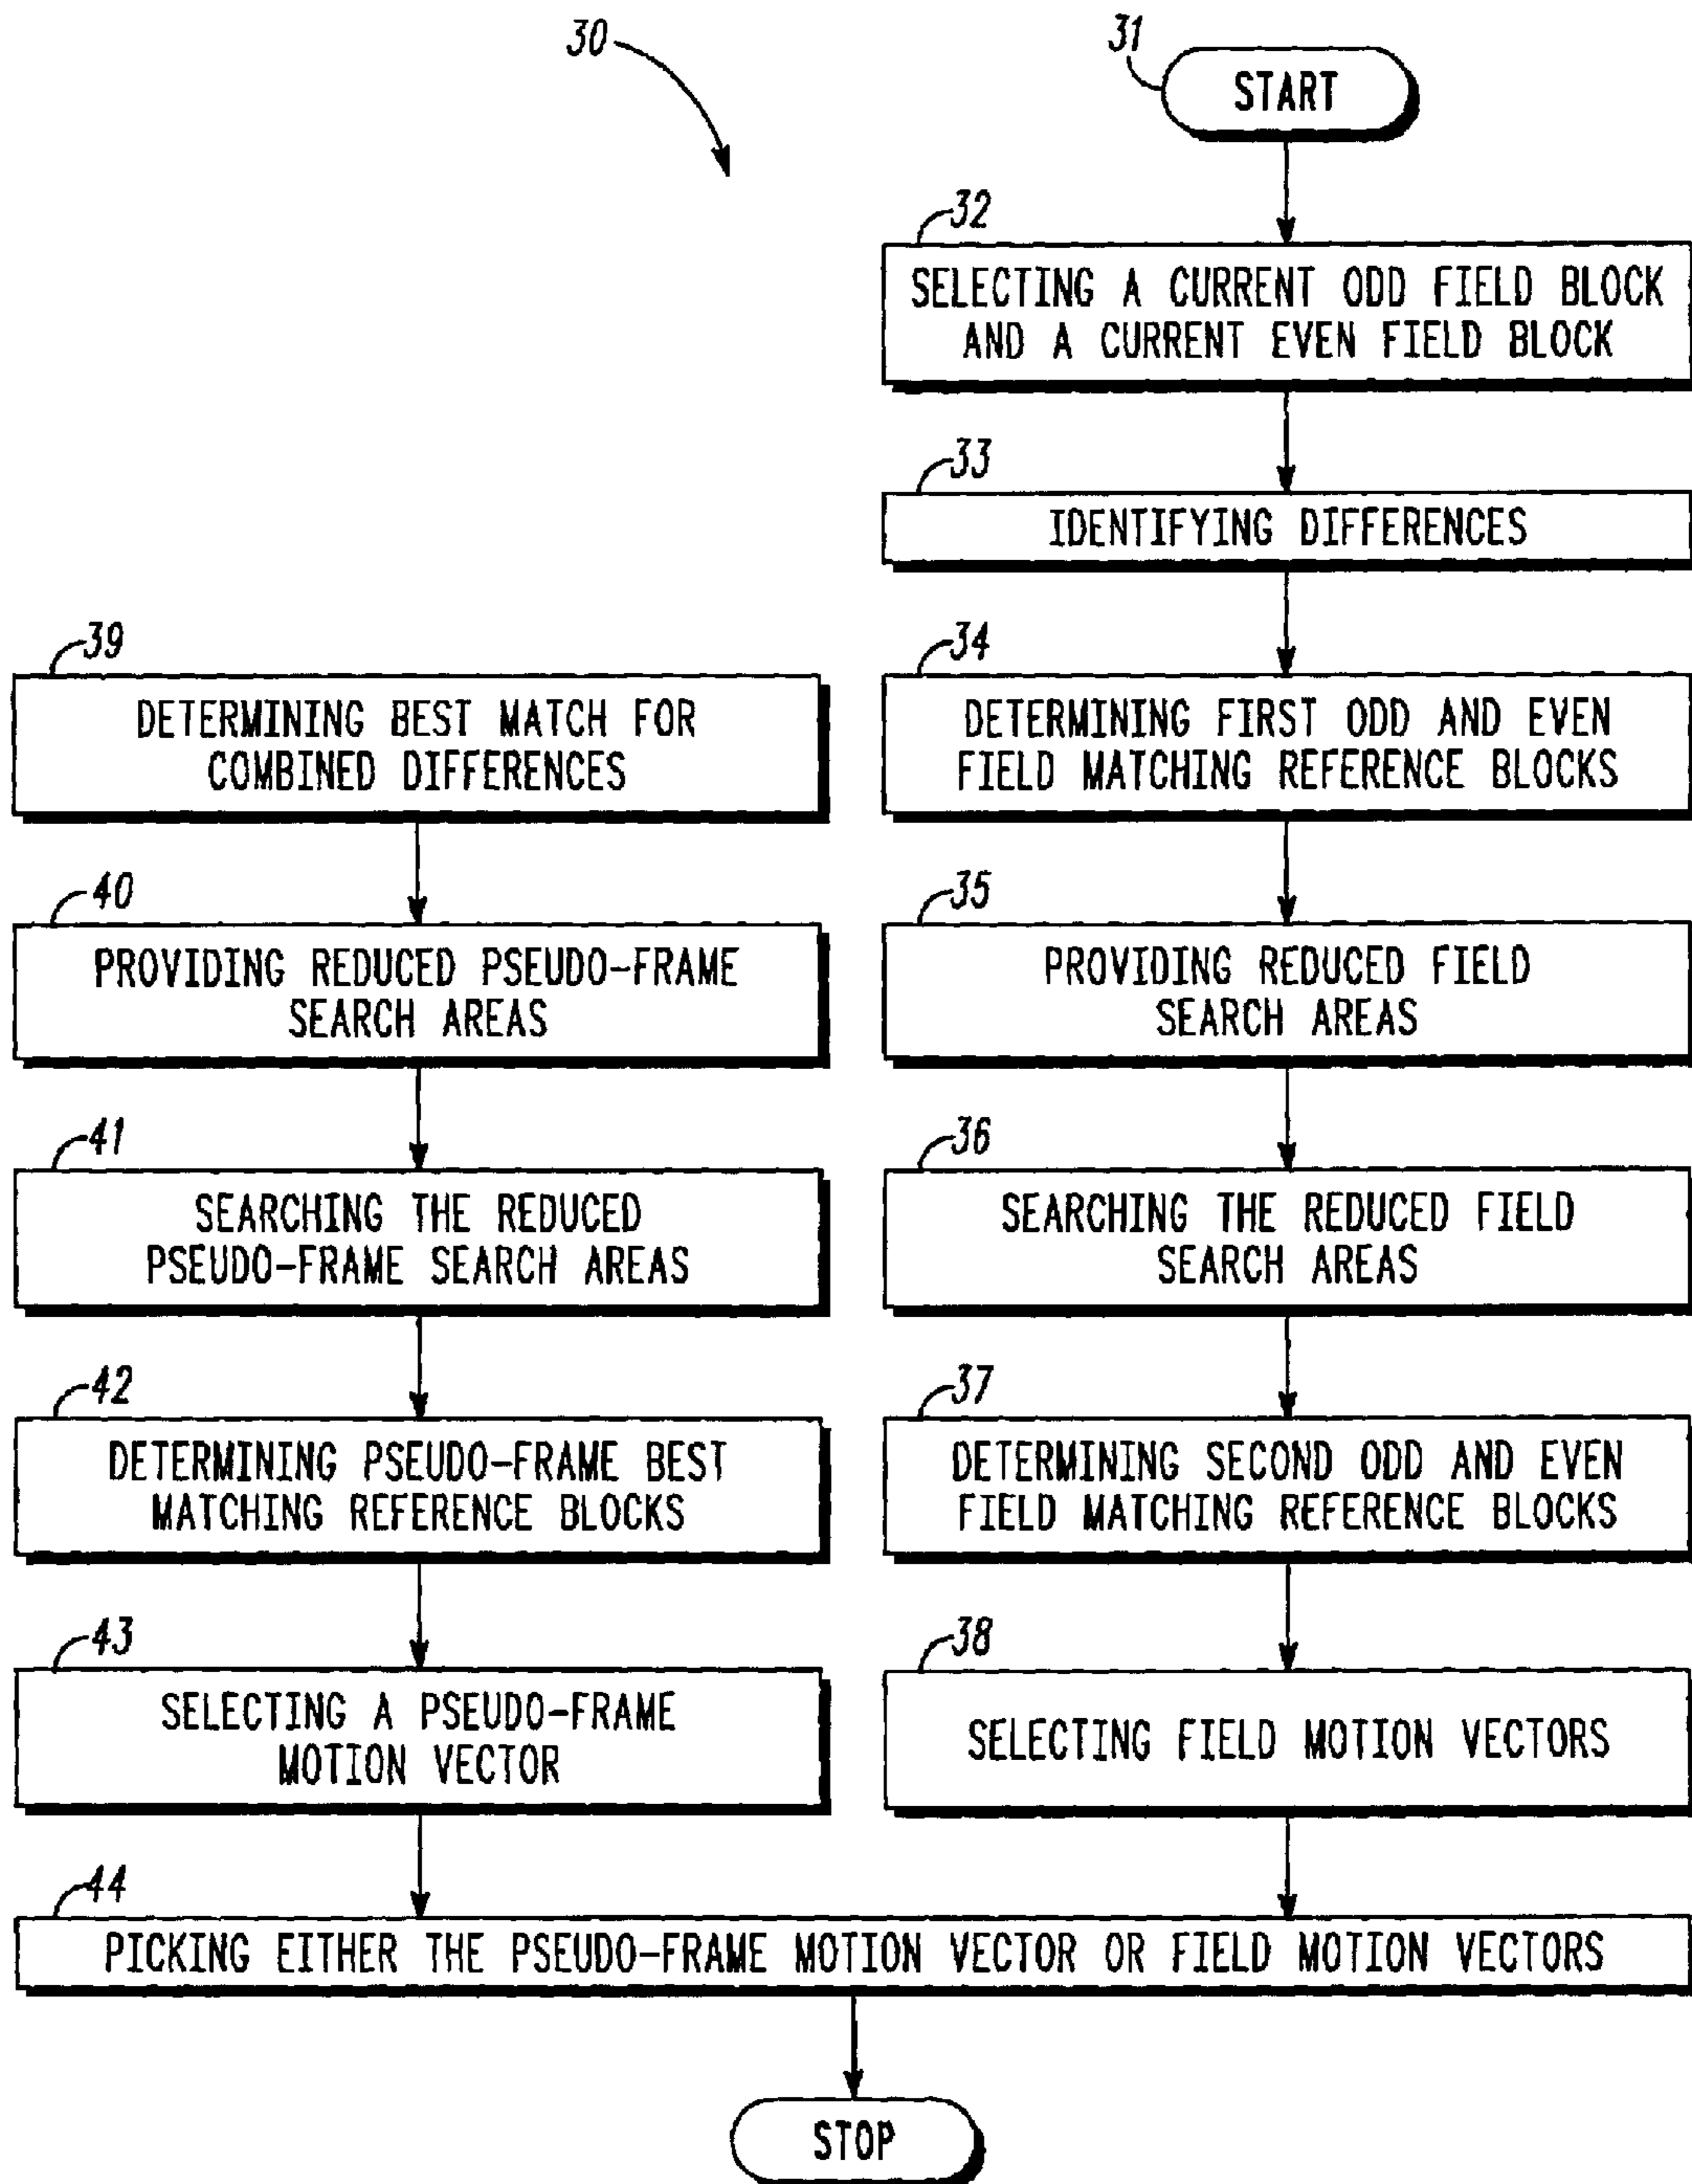 30
31
START
32
SELECTING A CURRENT ODD FIELD BLOCK
AND A CURRENT EVEN FIELD BLOCK
33
IDENTIFYING DIFFERENCES
39
DETERMINING BEST MATCH FOR
COMBINED DIFFERENCES
34
DETERMINING FIRST ODD AND EVEN
FIELD MATCHING REFERENCE BLOCKS
40
PROVIDING REDUCED PSEUDO-FRAME
SEARCH AREAS
35
PROVIDING REDUCED FIELD
SEARCH AREAS
41
SEARCHING THE REDUCED
PSEUDO-FRAME SEARCH AREAS
36
SEARCHING THE REDUCED FIELD
SEARCH AREAS
42
DETERMINING PSEUDO-FRAME BEST
MATCHING REFERENCE BLOCKS
37
DETERMINING SECOND ODD AND EVEN
FIELD MATCHING REFERENCE BLOCKS
43
SELECTING A PSEUDO-FRAME
MOTION VECTOR
38
SELECTING FIELD MOTION VECTORS
44
PICKING EITHER THE PSEUDO-FRAME MOTION VECTOR OR FIELD MOTION VECTORS
STOP